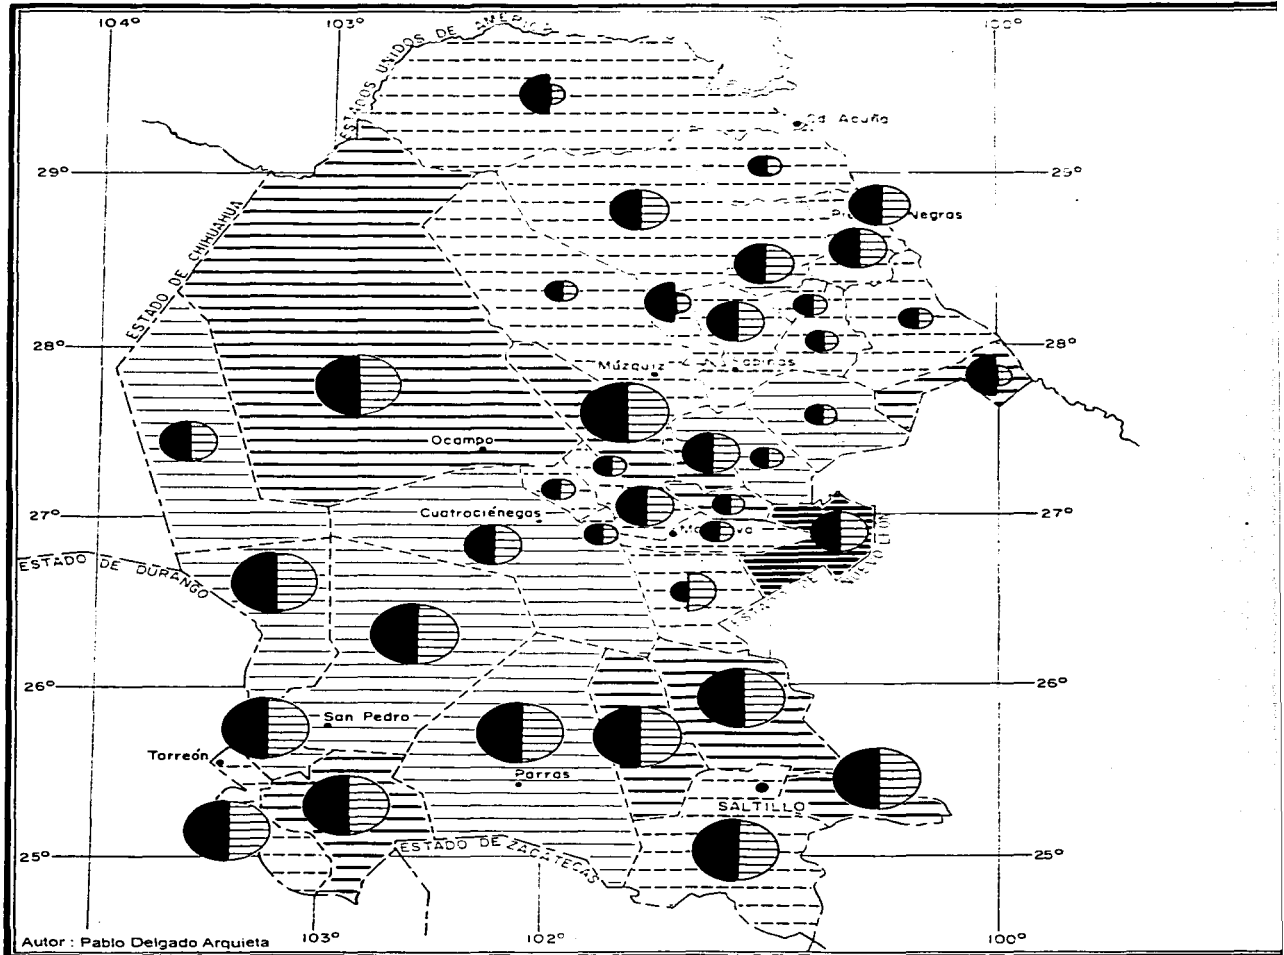 104° 103° 100°
ESTADOS UNIDOS DE AMERICA
Cd Acuña
29° 29°
Negras
ESTADO DE CHIHUAHUA
28° 28°
Múzquiz
Ocampo
27° 27°
Cuatrociénegas
ESTADO DE DURANGO
26° 26°
San Pedro
Torreón
Parras
SALTILLO
25° 25°
ESTADO DE ZACATECAS
Autor : Pablo Delgado Arquieta
103° 102° 100°